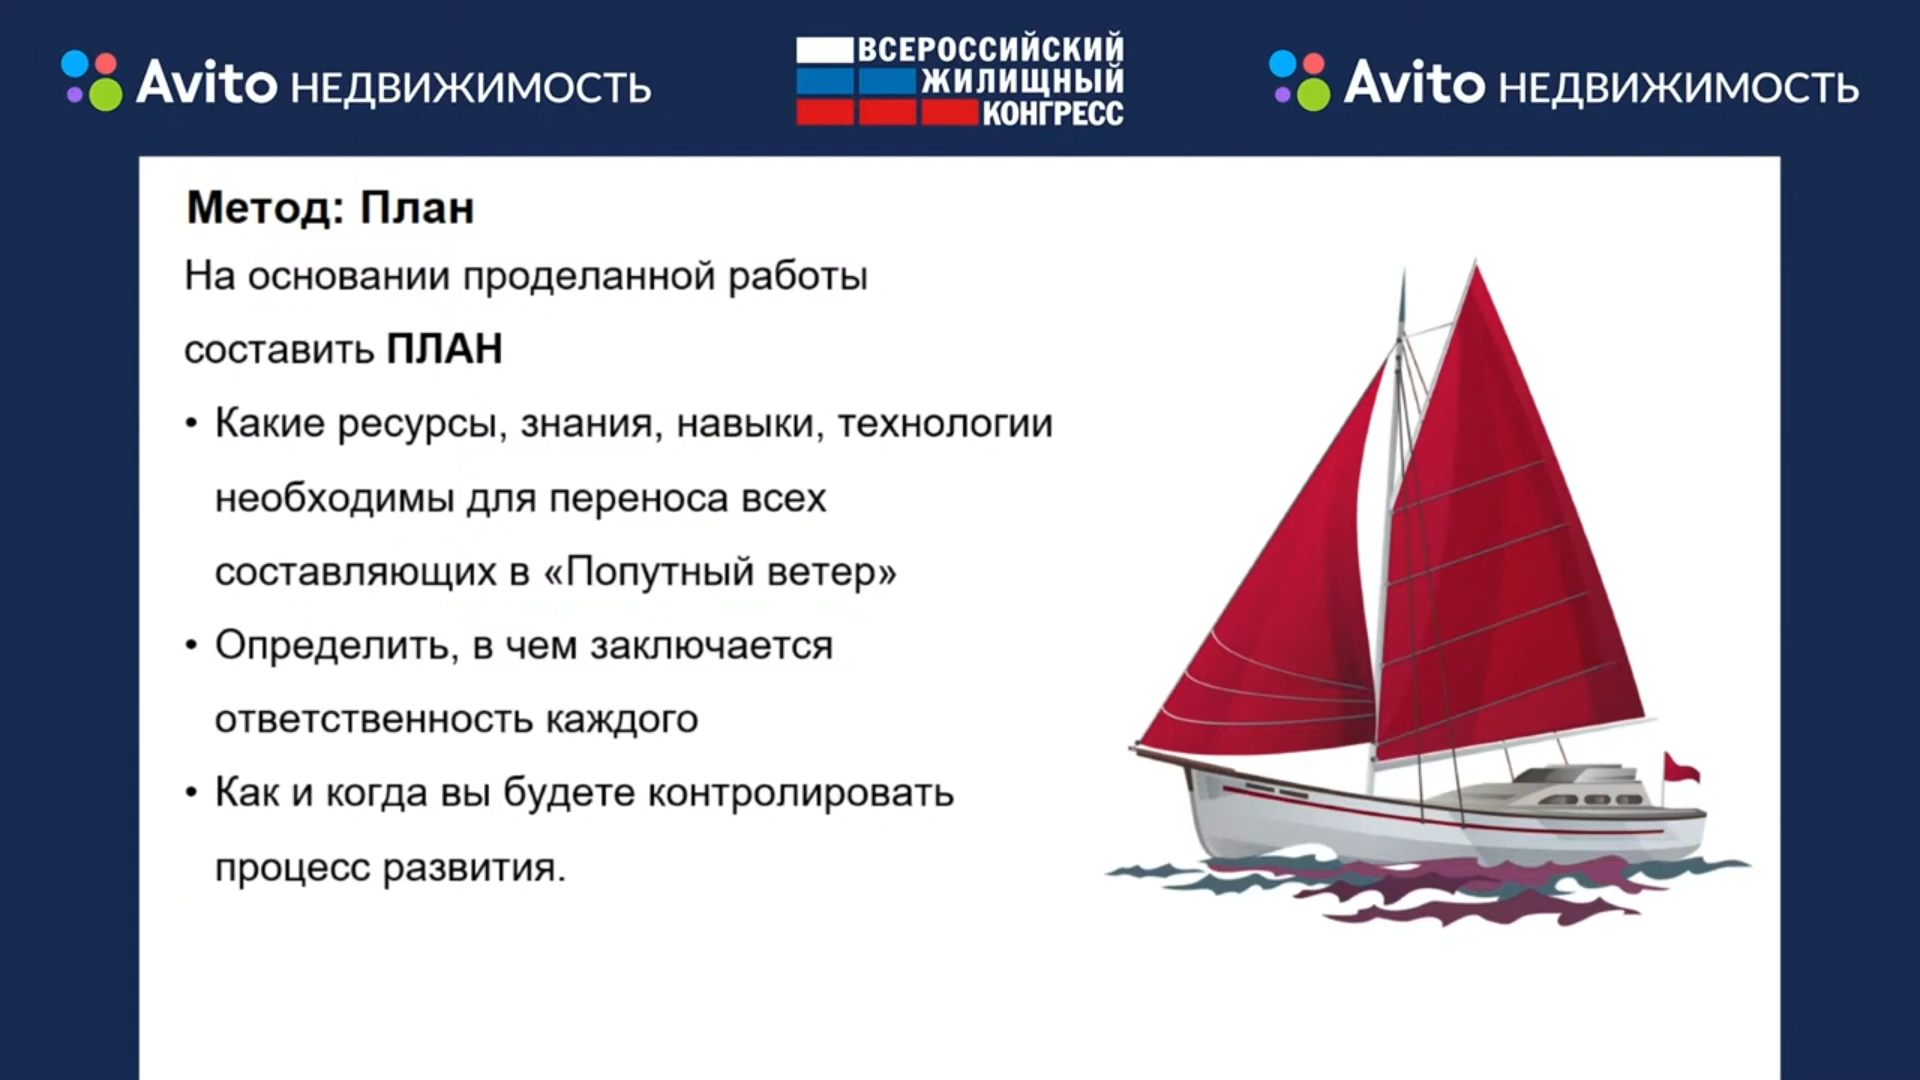 Avito НЕДВИЖИМОСТЬ
ВСЕРОССИЙСКИЙ
ЖИЛИЩНЫЙ
КОНГРЕСС
Avito НЕДВИЖИМОСТЬ
Метод: План
На основании проделанной работы
составить ПЛАН
• Какие ресурсы, знания, навыки, технологии
необходимы для переноса всех
составляющих в «Попутный ветер»
• Определить, в чем заключается
ответственность каждого
• Как и когда вы будете контролировать
процесс развития.